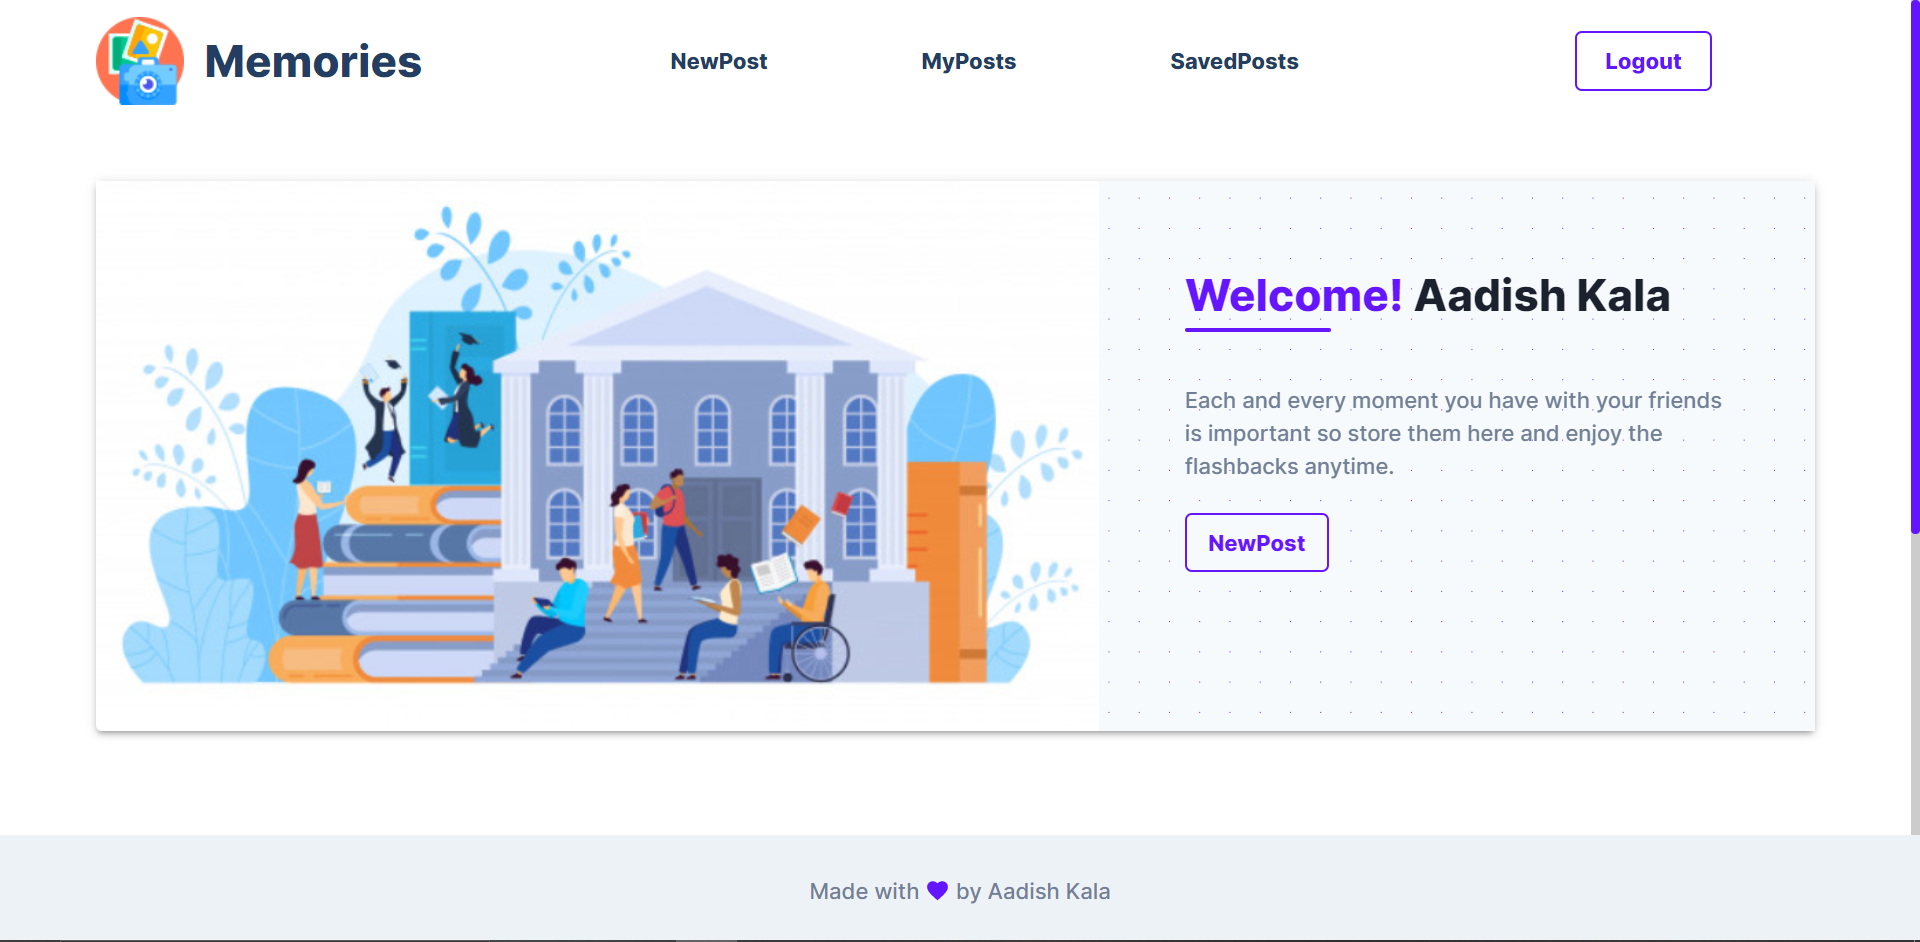 Memories
NewPost
MyPosts
SavedPosts
Logout
Welcome! Aadish Kala
Each and every moment you have with your friends
is important so store them here and enjoy the
flashbacks anytime.
NewPost
Made with 💜 by Aadish Kala